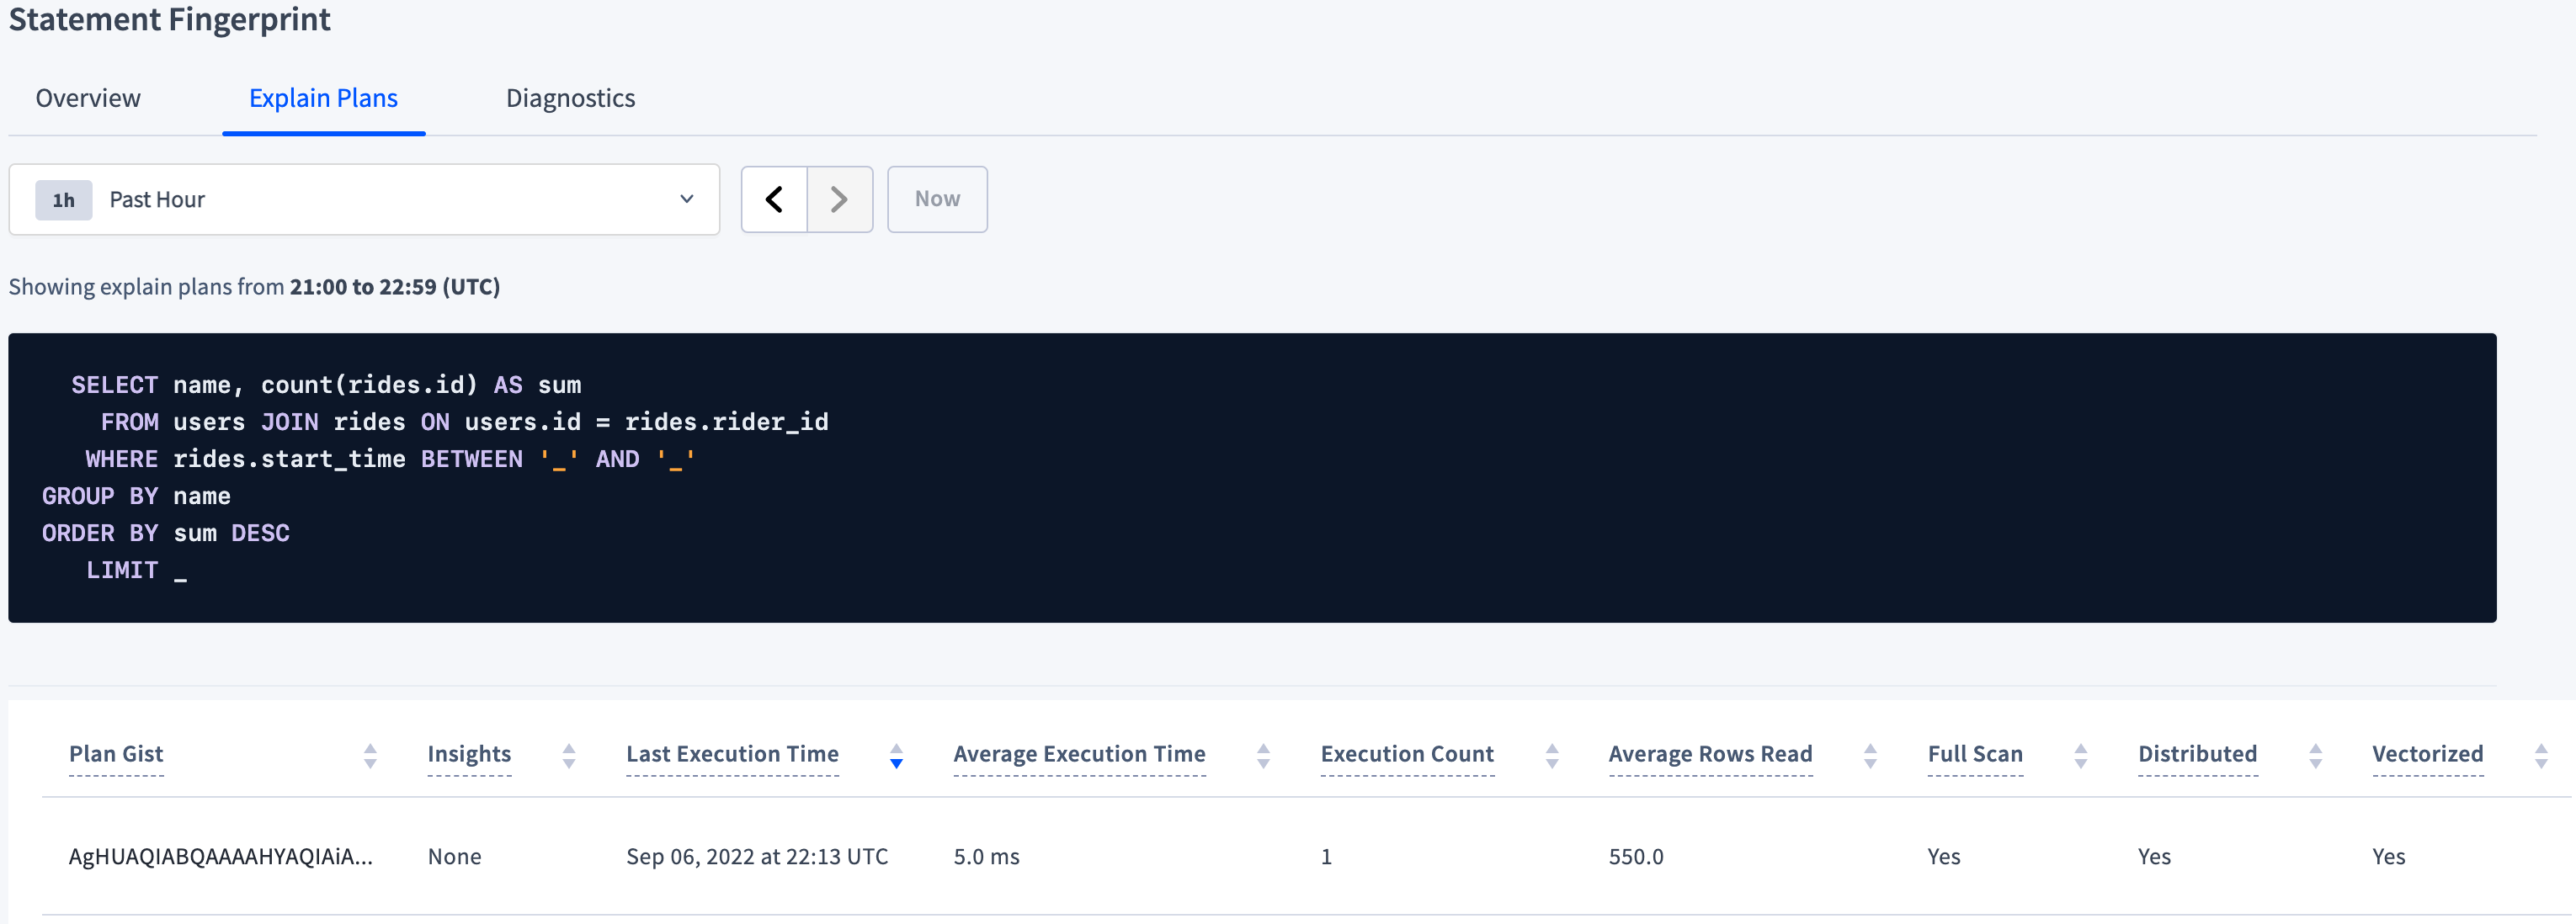 Statement Fingerprint
Overview Explain Plans Diagnostics
1h Past Hour Now
Showing explain plans from 21:00 to 22:59 (UTC)
SELECT name, count(rides.id) AS sum
FROM users JOIN rides ON users.id = rides.rider_id
WHERE rides.start_time BETWEEN '_' AND '_'
GROUP BY name
ORDER BY sum DESC
LIMIT _
Plan Gist Insights Last Execution Time Average Execution Time Execution Count Average Rows Read Full Scan Distributed Vectorized
AgHUAQIABQAAAAHYAQIAiA... None Sep 06, 2022 at 22:13 UTC 5.0 ms 1 550.0 Yes Yes Yes